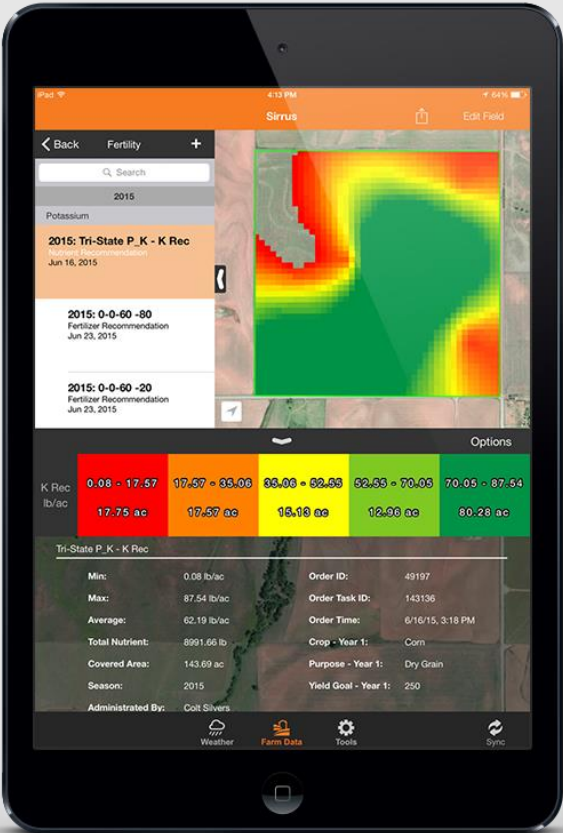 iPad 4:13 PM 64%
Sirrus Edit Field
Back Fertility +
Search
2015
Potassium
2015: Tri-State P_K - K Rec
Nutrient Recommendation
Jun 16, 2015
2015: 0-0-60 -80
Fertilizer Recommendation
Jun 23, 2015
2015: 0-0-60 -20
Fertilizer Recommendation
Jun 23, 2015
Options
K Rec
lb/ac
0.08 - 17.57 17.57 - 35.06 35.06 - 52.55 52.55 - 70.05 70.05 - 87.54
17.75 ac 17.57 ac 15.13 ac 12.96 ac 80.28 ac
Tri-State P_K - K Rec
Min: 0.08 lb/ac Order ID: 49197
Max: 87.54 lb/ac Order Task ID: 143136
Average: 62.19 lb/ac Order Time: 6/16/15, 3:18 PM
Total Nutrient: 8991.66 lb Crop - Year 1: Corn
Covered Area: 143.69 ac Purpose - Year 1: Dry Grain
Season: 2015 Yield Goal - Year 1: 250
Administrated By: Colt Silvers
Weather Farm Data Tools Sync